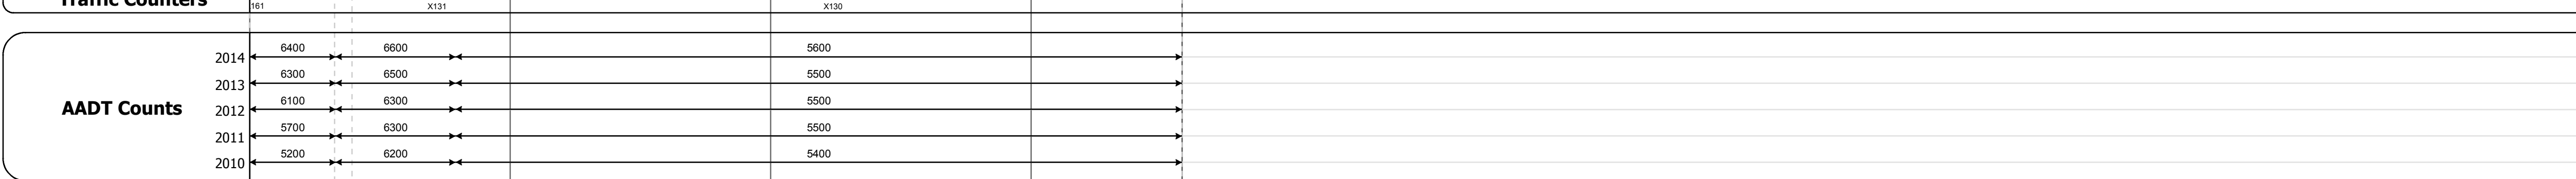 Traffic Counters
161 X131 X130
2014 6400 6600 5600
2013 6300 6500 5500
AADT Counts
2012 6100 6300 5500
2011 5700 6300 5500
2010 5200 6200 5400